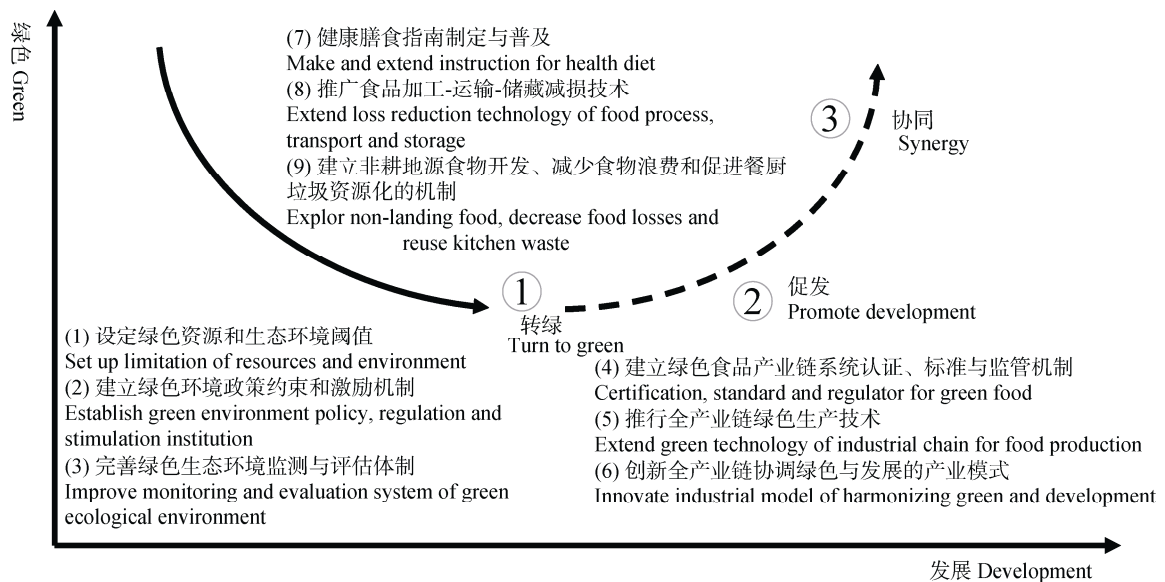 绿色 Green
(7) 健康膳食指南制定与普及
Make and extend instruction for health diet
(8) 推广食品加工-运输-储藏减损技术
Extend loss reduction technology of food process,
transport and storage
(9) 建立非耕地源食物开发、减少食物浪费和促进餐厨
垃圾资源化的机制
Explor non-landing food, decrease food losses and
reuse kitchen waste
③
协同
Synergy
①
转绿
Turn to green
②
促发
Promote development
(1) 设定绿色资源和生态环境阈值
Set up limitation of resources and environment
(2) 建立绿色环境政策约束和激励机制
Establish green environment policy, regulation and
stimulation institution
(3) 完善绿色生态环境监测与评估体制
Improve monitoring and evaluation system of green
ecological environment
(4) 建立绿色食品产业链系统认证、标准与监管机制
Certification, standard and regulator for green food
(5) 推行全产业链绿色生产技术
Extend green technology of industrial chain for food production
(6) 创新全产业链协调绿色与发展的产业模式
Innovate industrial model of harmonizing green and development
发展 Development